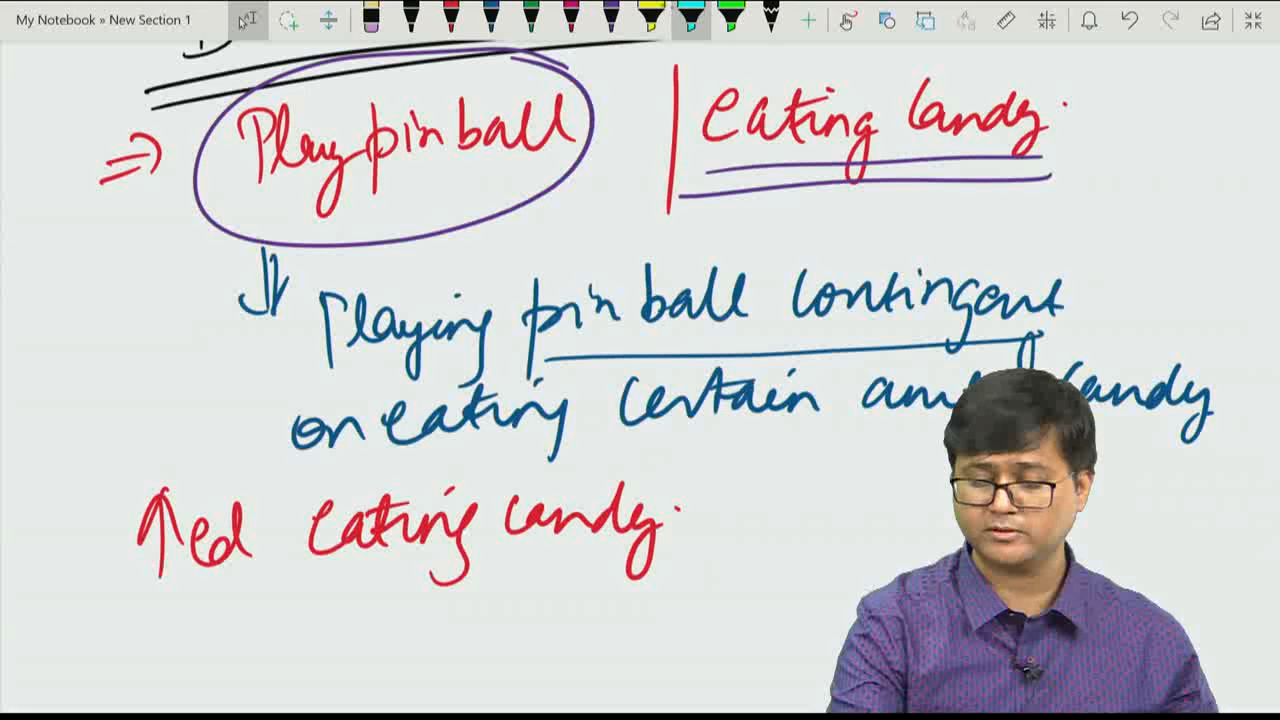 My Notebook » New Section 1
Play pinball
eating candy.
Playing pinball contingent
on eating certain candy
↑ed eating candy.